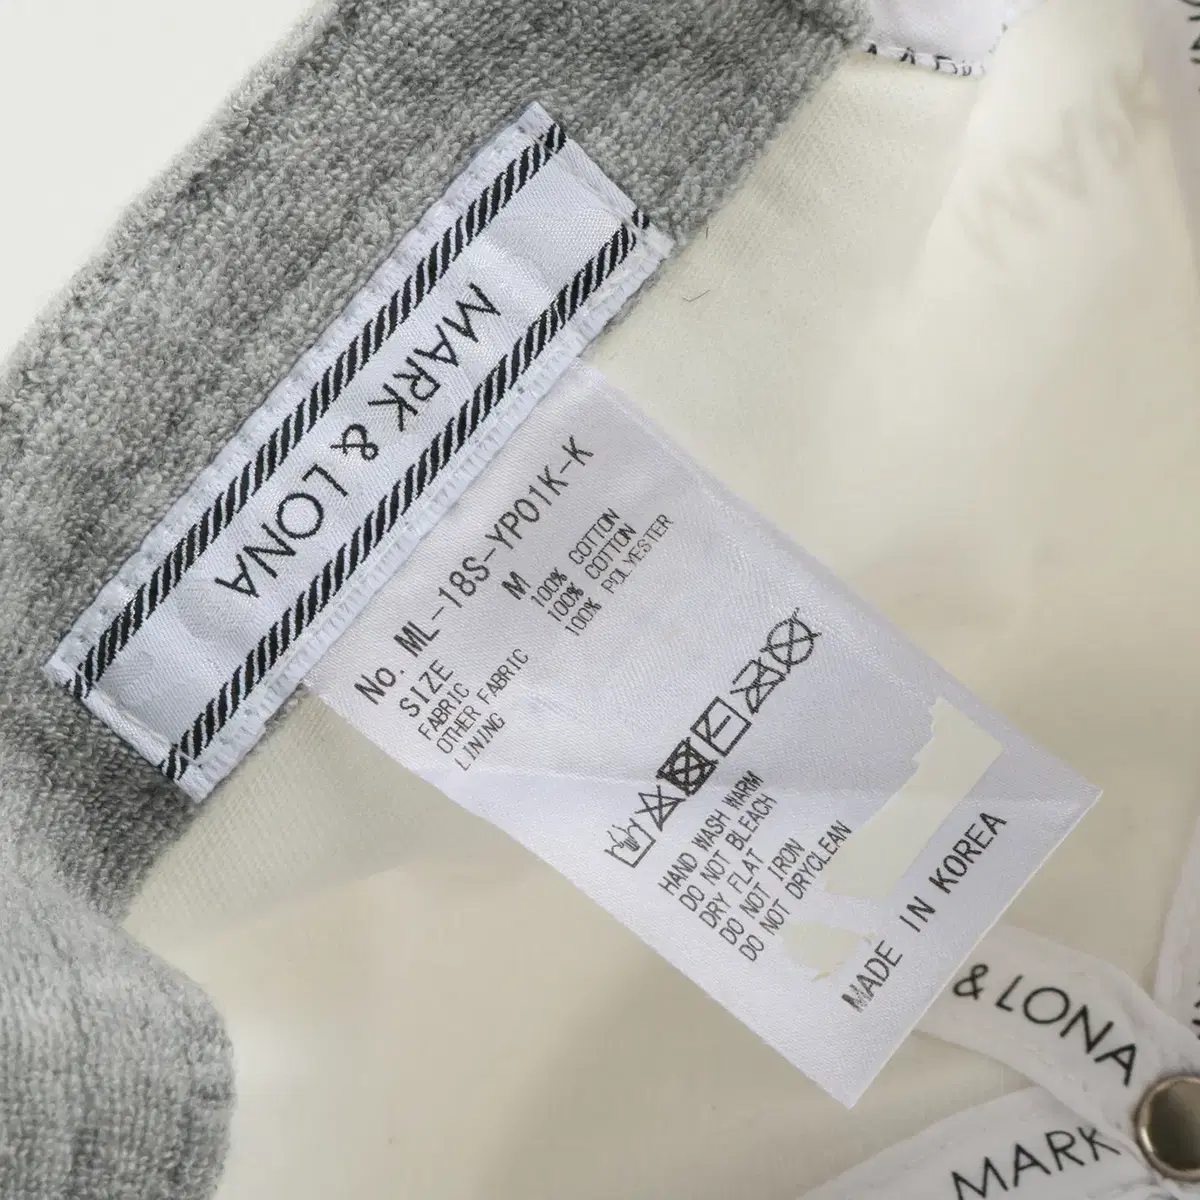 MARK & LONA
No. ML-18S-YP01K-K
SIZE M
FABRIC 100% COTTON
OTHER FABRIC 100% COTTON
LINING 100% POLYESTER
HAND WASH WARM
DO NOT BLEACH
DRY FLAT
DO NOT IRON
DO NOT DRYCLEAN
MADE IN KOREA
& LONA
MARK